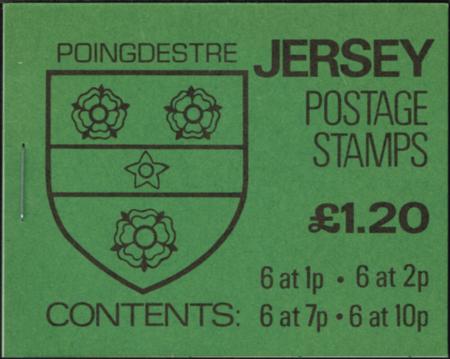 POINGDESTRE
JERSEY
POSTAGE
STAMPS
£1.20
CONTENTS: 6 at 1p • 6 at 2p
6 at 7p • 6 at 10p